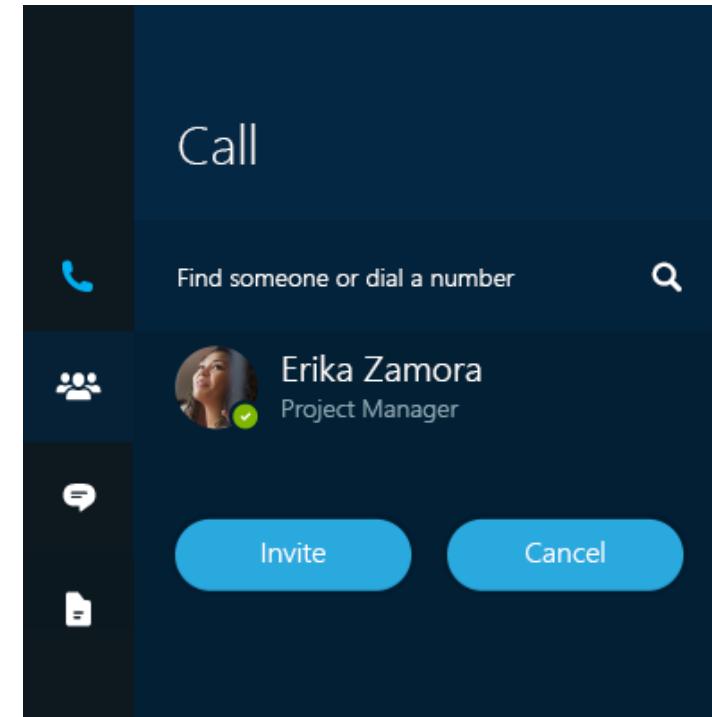 Call
Find someone or dial a number
Erika Zamora
Project Manager
Invite
Cancel